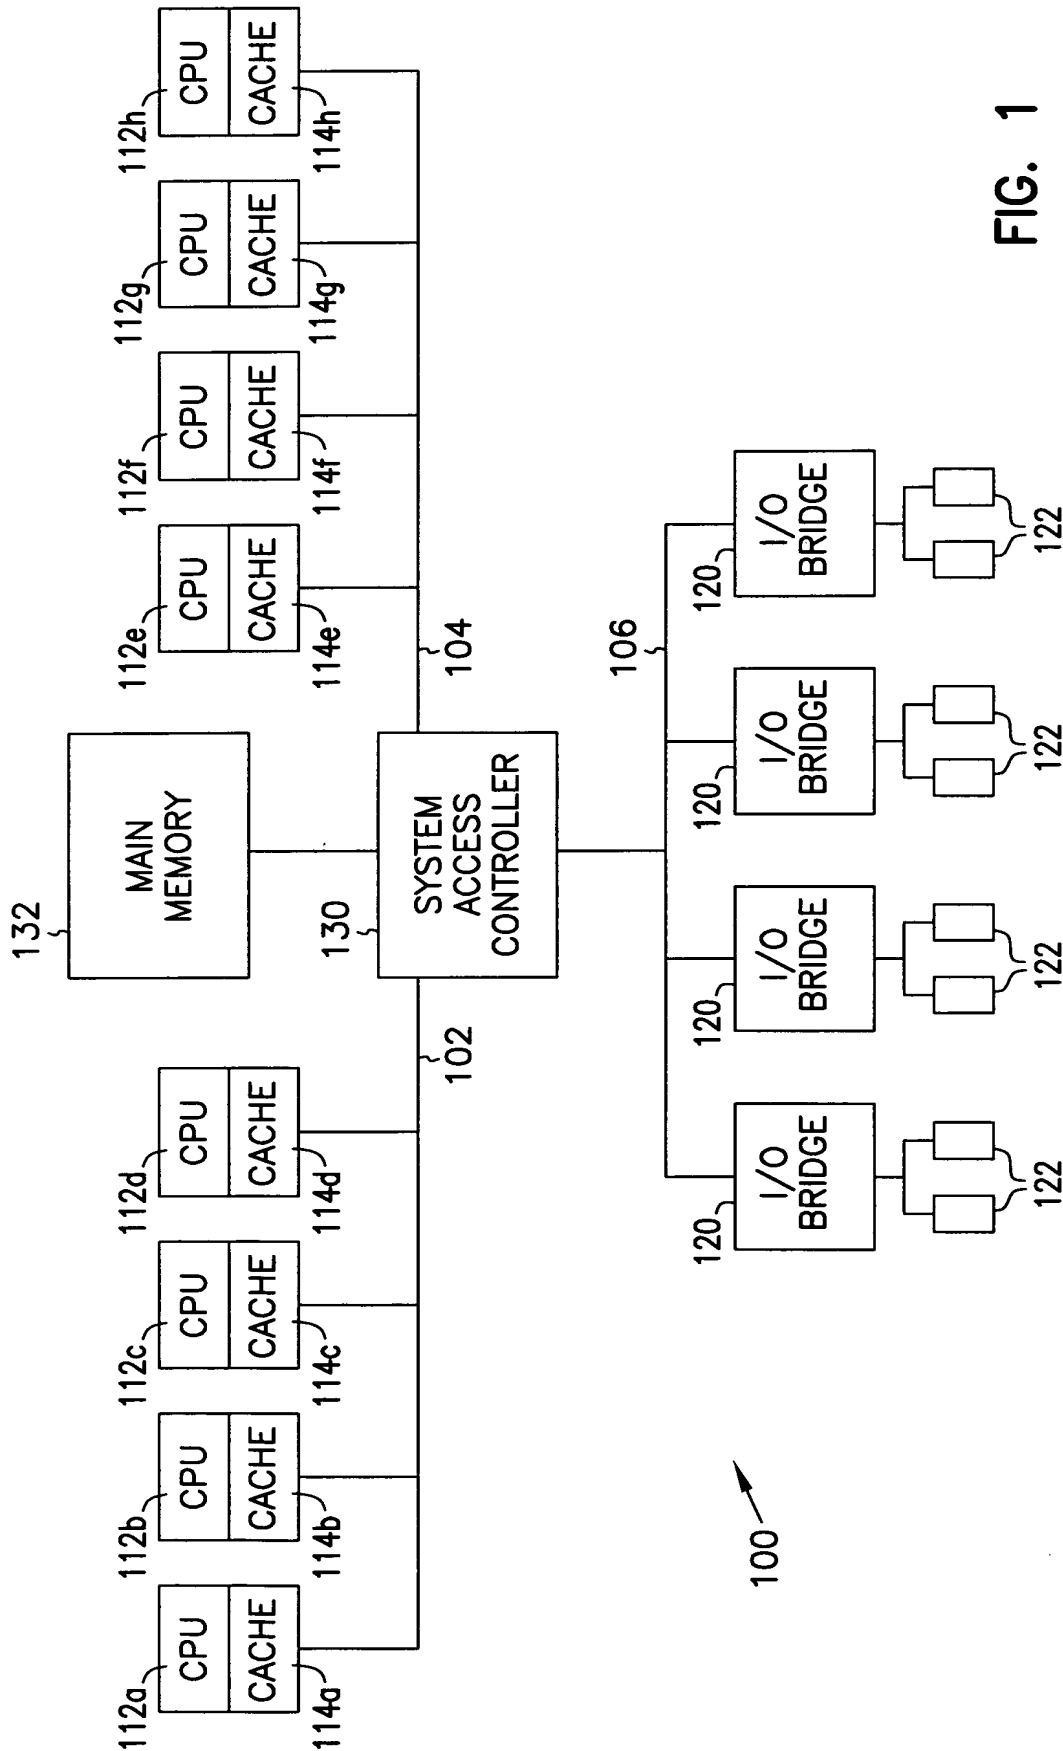 112a
CPU
CACHE
114a
112b
CPU
CACHE
114b
112c
CPU
CACHE
114c
112d
CPU
CACHE
114d
132
MAIN
MEMORY
112e
CPU
CACHE
114e
112f
CPU
CACHE
114f
112g
CPU
CACHE
114g
112h
CPU
CACHE
114h
102
130
SYSTEM
ACCESS
CONTROLLER
104
106
120
I/O
BRIDGE
122
120
I/O
BRIDGE
122
120
I/O
BRIDGE
122
120
I/O
BRIDGE
122
100
FIG. 1